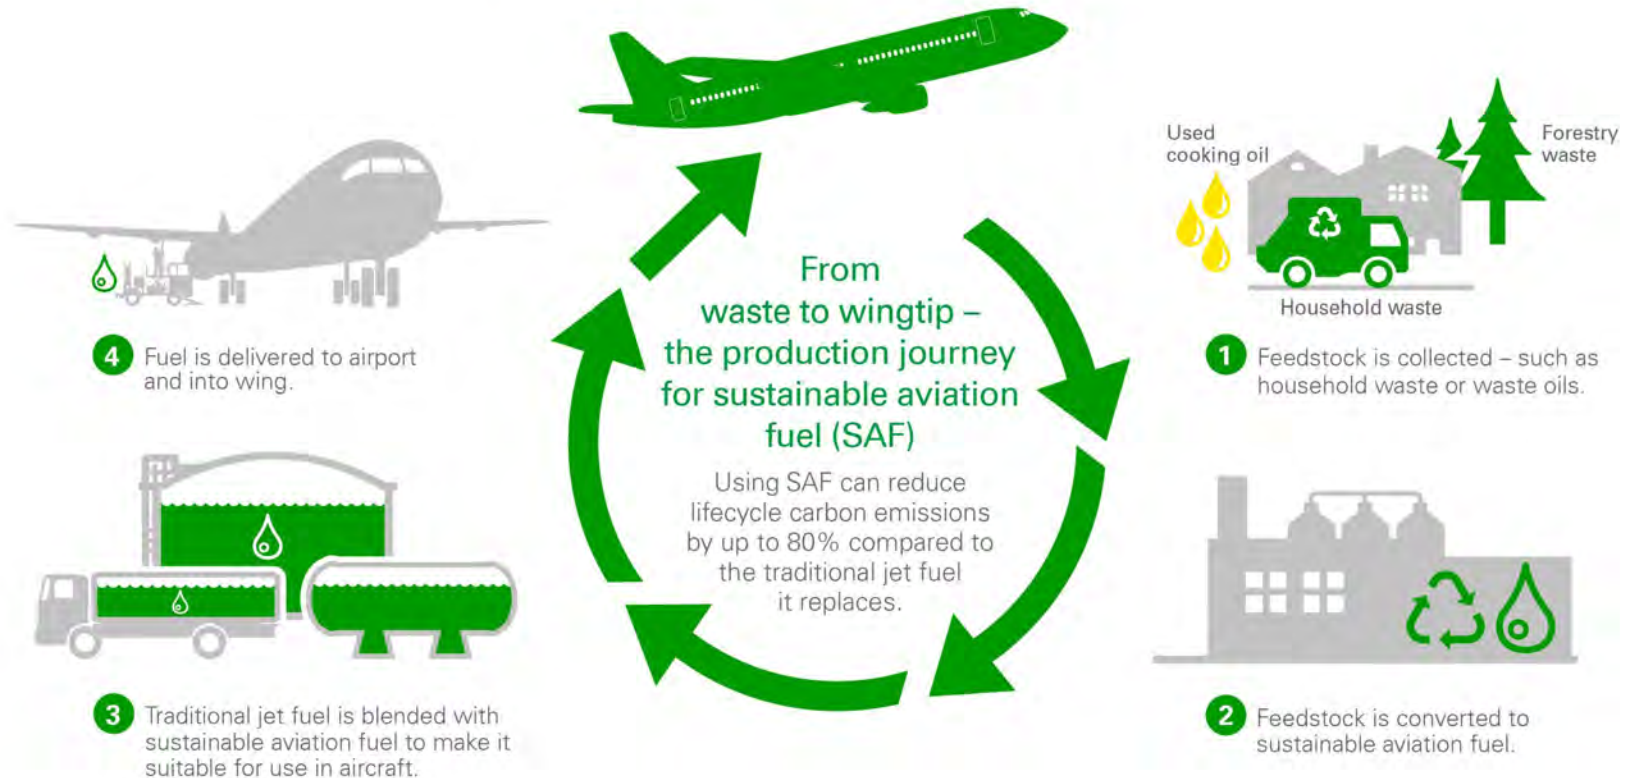 From
waste to wingtip –
the production journey
for sustainable aviation
fuel (SAF)
Using SAF can reduce
lifecycle carbon emissions
by up to 80% compared to
the traditional jet fuel
it replaces.
Used
cooking oil
Forestry
waste
Household waste
1 Feedstock is collected – such as
household waste or waste oils.
2 Feedstock is converted to
sustainable aviation fuel.
3 Traditional jet fuel is blended with
sustainable aviation fuel to make it
suitable for use in aircraft.
4 Fuel is delivered to airport
and into wing.